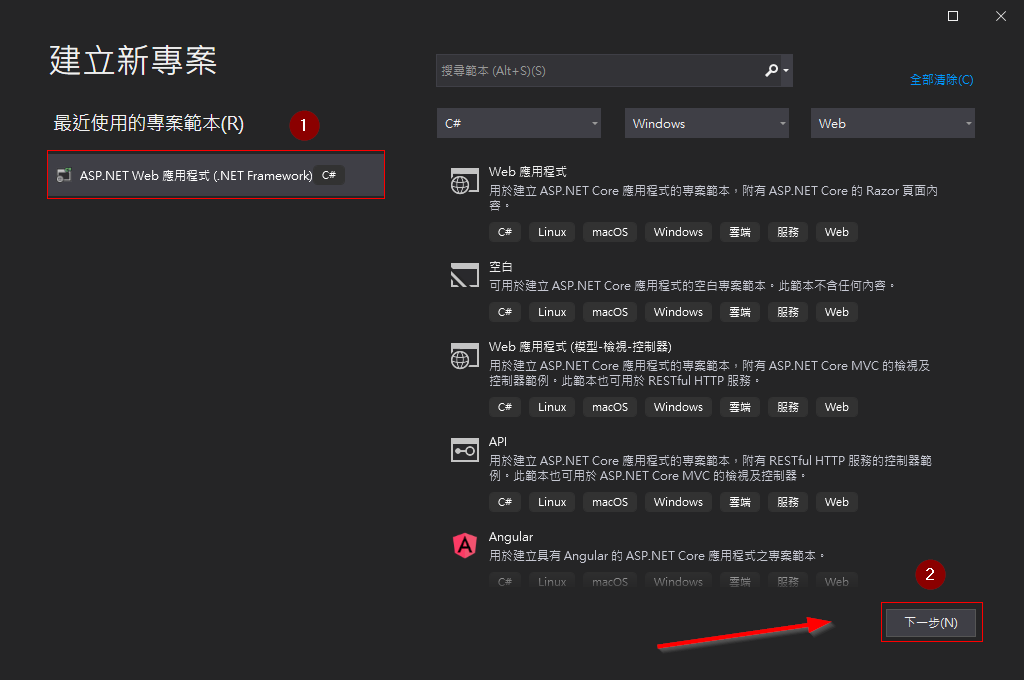 建立新專案
搜尋範本 (Alt+S)(S)
全部清除(C)
最近使用的專案範本(R)
1
C#
Windows
Web
ASP.NET Web 應用程式 (.NET Framework)
C#
Web 應用程式
用於建立 ASP.NET Core 應用程式的專案範本，附有 ASP.NET Core 的 Razor 頁面內
容。
C# Linux macOS Windows 雲端 服務 Web
空白
可用於建立 ASP.NET Core 應用程式的空白專案範本。此範本不含任何內容。
C# Linux macOS Windows 雲端 服務 Web
Web 應用程式 (模型-檢視-控制器)
用於建立 ASP.NET Core 應用程式的專案範本，附有 ASP.NET Core MVC 的檢視及
控制器範例。此範本也可用於 RESTful HTTP 服務。
C# Linux macOS Windows 雲端 服務 Web
API
用於建立 ASP.NET Core 應用程式的專案範本，附有 RESTful HTTP 服務的控制器範
例。此範本也可用於 ASP.NET Core MVC 的檢視及控制器。
C# Linux macOS Windows 雲端 服務 Web
Angular
用於建立具有 Angular 的 ASP.NET Core 應用程式之專案範本。
C# Linux macOS Windows 雲端 服務 Web
2
下一步(N)